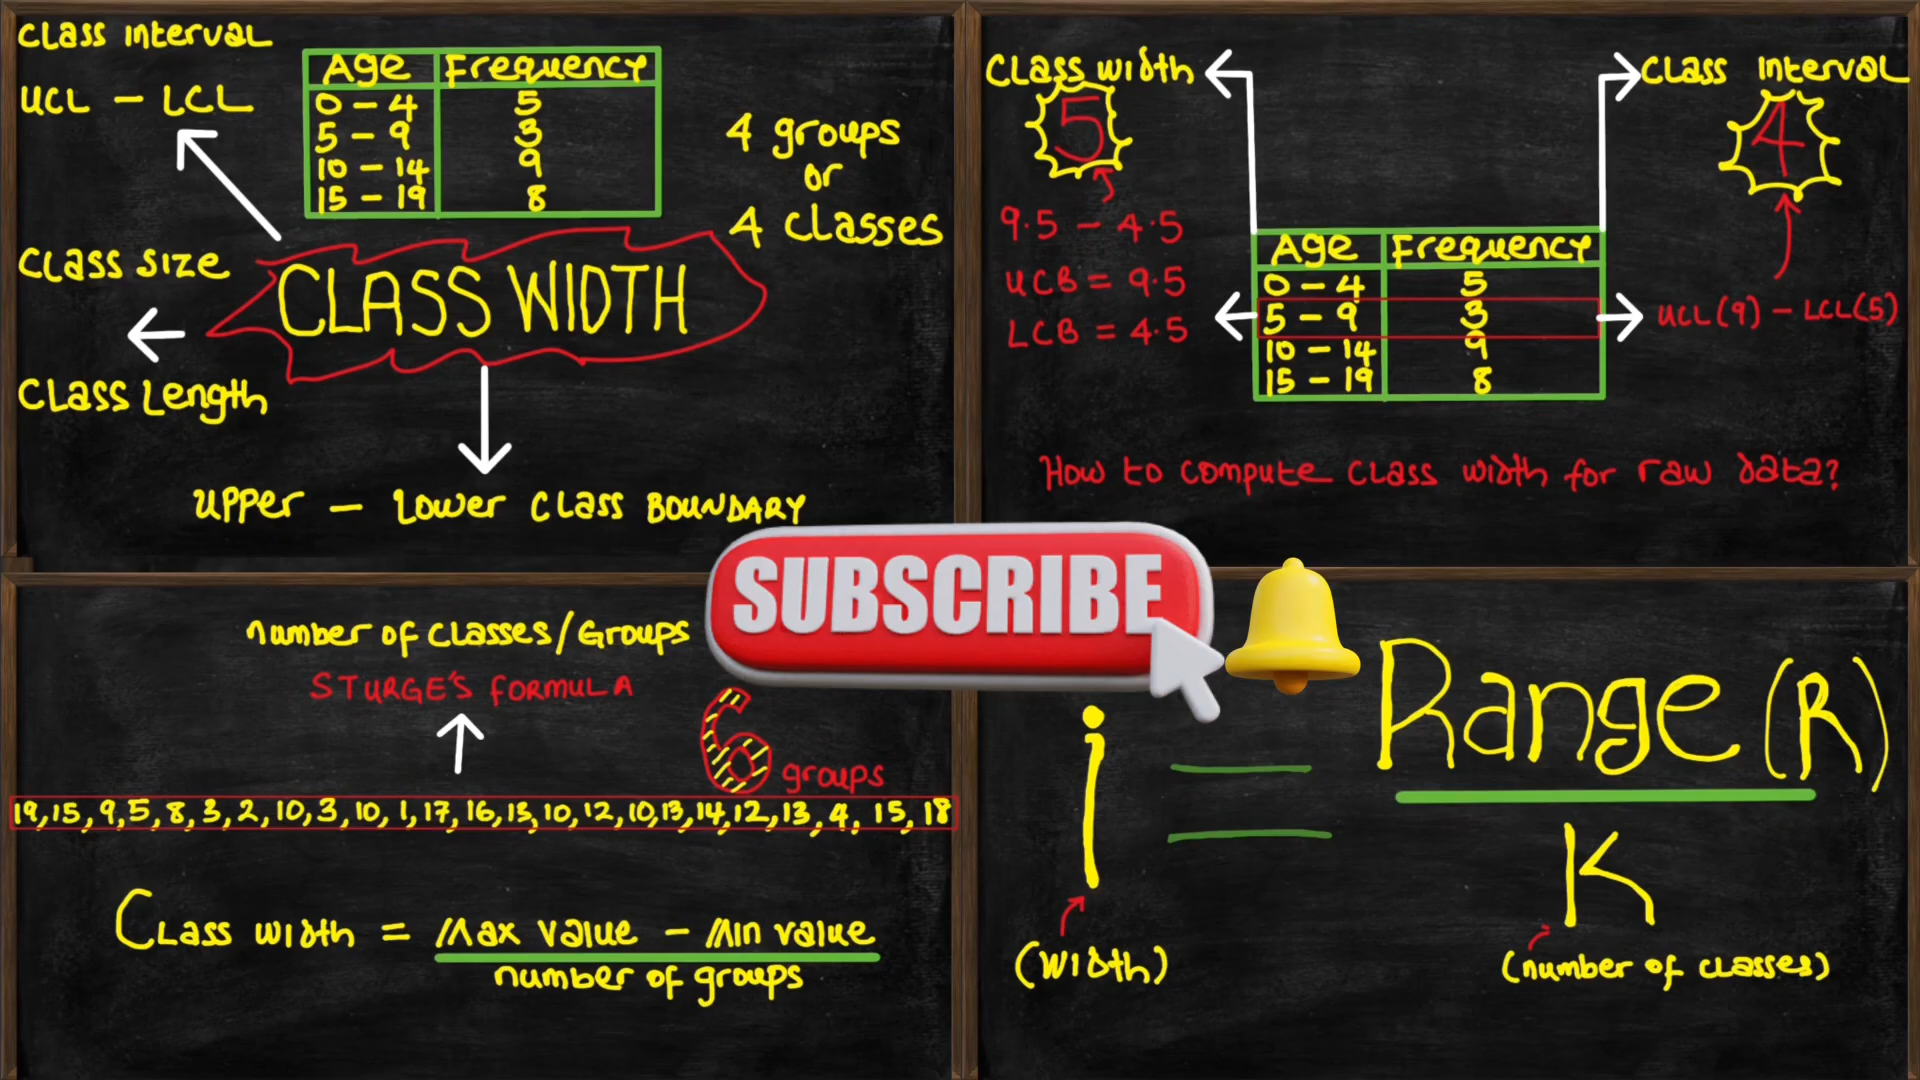 Class Interval
UCL - LCL
Age Frequency
0 - 4 5
5 - 9 3
10 - 14 9
15 - 19 8
4 groups
or
4 classes
Class size
CLASS WIDTH
Class Length
Upper - Lower Class BOUNDARY
Class width
5
9.5 - 4.5
UCB = 9.5
LCB = 4.5
Class Interval
4
Age Frequency
0 - 4 5
5 - 9 3
10 - 14 9
15 - 19 8
UCL(9) - LCL(5)
How to compute class width for raw data?
SUBSCRIBE
number of classes/Groups
STURGE'S FORMULA
6 groups
19, 15, 9, 5, 8, 3, 2, 10, 3, 10, 1, 17, 16, 13, 10, 12, 10, 13, 14, 12, 13, 4, 15, 18
Class width = Max value - Min value
number of groups
i = Range (R)
K
(width)
(number of classes)